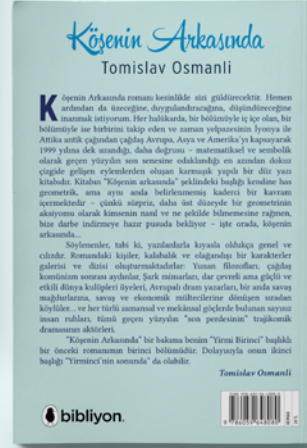 Köşenin Arkasında
Tomislav Osmanli
Köşenin Arkasında romanı kesinlikle sizi güldürecektir. Hemen
ardından da üzeceğine, duygulandıracağına, düşündüreceğine
inanmak istiyorum. Her halükarda, bir bölümüyle iç içe olan, bir
bölümüyle ise birbirini takip eden ve zaman yelpazesinin İyonya ile
Attika antik çağından çağdaş Avrupa, Asya ve Amerika'yı kapsayarak
1999 yılına dek uzandığı, daha doğrusu - matematiksel ve sembolik
olarak geçen yüzyılın son senesine odaklandığı en azından dokuz
çizgide gelişen eylemlerden oluşan karmaşık yapılı bir düz yazı
kitabıdır. Kitabın "Köşenin arkasında" şeklindeki başlığı kendine has
geometrik, ama aynı anda belirlenmemiş kaderci bir kavram
içermektedir – çünkü sürpriz, daha üst düzeyde bir geometrinin
aksiyomu olarak kimsenin nasıl ve ne şekilde bilmemesine rağmen,
bize darbe indirmeye hazır pusuda bekliyor – işte orada, köşenin
arkasında...
Söylenenler, tabi ki, yazılardarla kıyasla oldukça genel ve
cılızdır. Romandaki kişiler, kalabalık ve olağandışı bir karakterler
galerisi ve dizisi oluşturmaktadırlar: Yunan filozofları, çağdaş
komünizm sonrası aydınlar, Şark mimarları, dar çevreli ama güçlü ve
etkili dünya kulüpleri üyeleri, Avrupalı dram yazarları, bir anda savaş
mağdurlarına, savaş ve ekonomik mültecilerine dönüşen sıradan
köylüler... ve her türlü zamansal ve mekânsal göçlerde bulunan sayısız
insan ruhları, tümü geçen yüzyılın "son perdesinin" trajikomik
dramasının aktörleri.
"Köşenin Arkasında" bir bakıma benim "Yirmi Birinci" başlıklı
bir önceki romanımın birinci bölümüdür. Dolayısıyla onun ikinci
başlığı "Yirminci'nin sonunda" da olabilir.
Tomislav Osmanli
bibliyon.